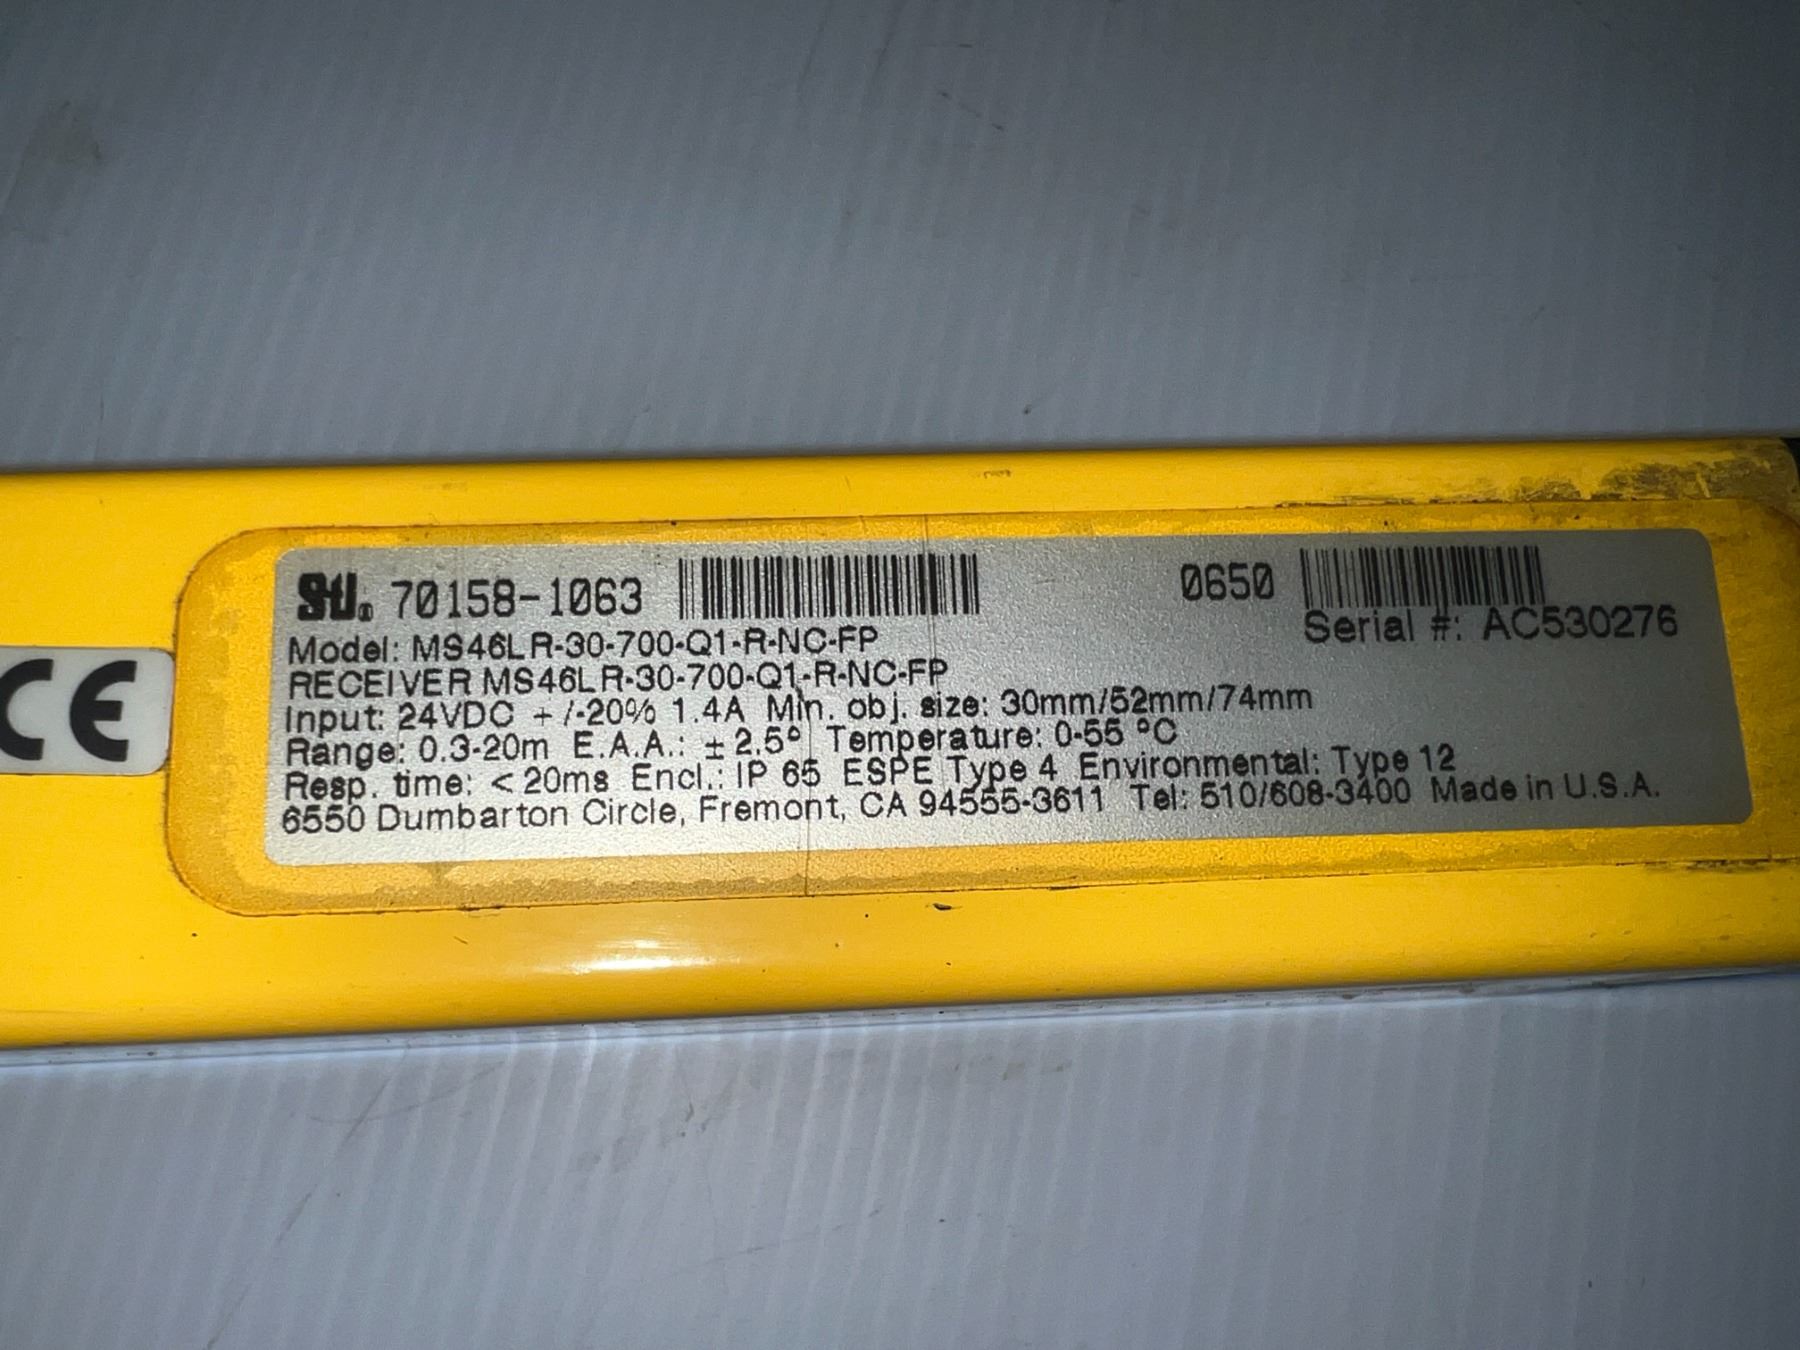 STI® 70158-1063 0650
Serial #: AC530276
Model: MS46LR-30-700-Q1-R-NC-FP
RECEIVER MS46LR-30-700-Q1-R-NC-FP
Input: 24VDC +/-20% 1.4A Min. obj. size: 30mm/52mm/74mm
Range: 0.3-20m E.A.A.: ± 2.5° Temperature: 0-55 °C
Resp. time: < 20ms Encl.: IP 65 ESPE Type 4 Environmental: Type 12
6550 Dumbarton Circle, Fremont, CA 94555-3611 Tel: 510/608-3400 Made in U.S.A.
CE